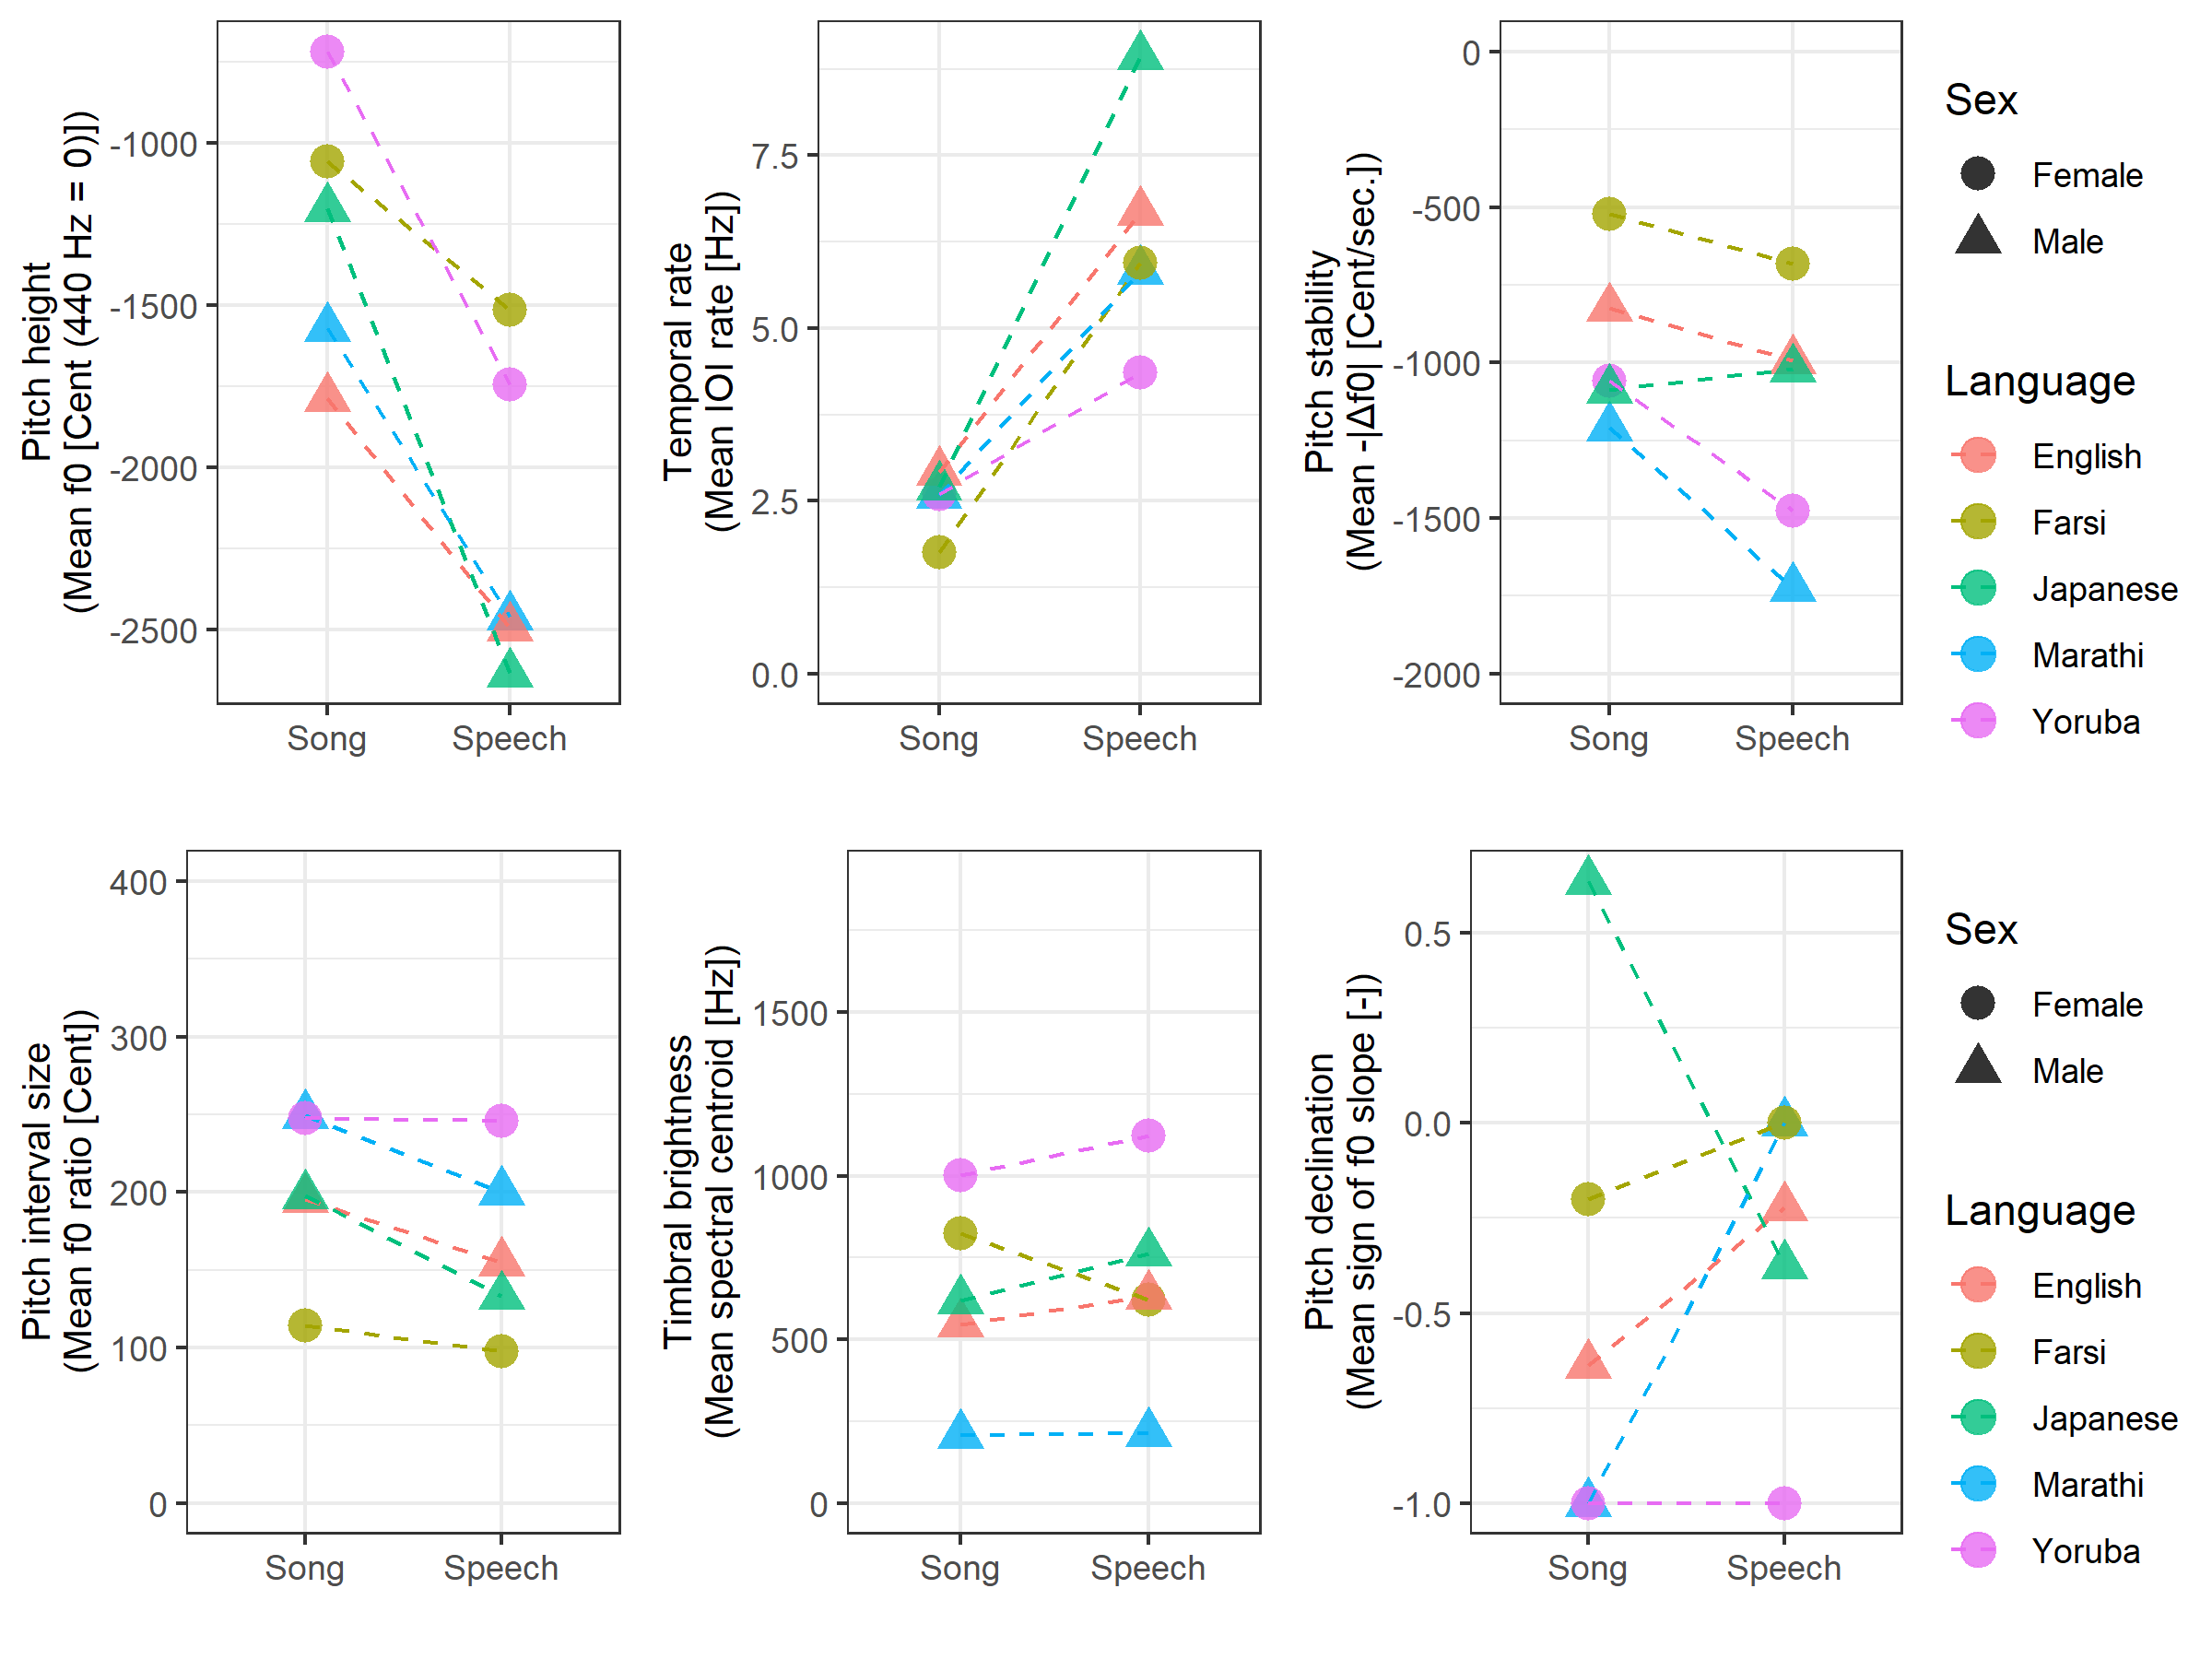 Pitch height
(Mean f0 [Cent (440 Hz = 0)])
-1000
-1500
-2000
-2500
Song
Speech
Temporal rate
(Mean IOI rate [Hz])
7.5
5.0
2.5
0.0
Song
Speech
Pitch stability
(Mean -|Δf0| [Cent/sec.])
0
-500
-1000
-1500
-2000
Song
Speech
Sex
Female
Male
Language
English
Farsi
Japanese
Marathi
Yoruba
Pitch interval size
(Mean f0 ratio [Cent])
400
300
200
100
0
Song
Speech
Timbral brightness
(Mean spectral centroid [Hz])
1500
1000
500
0
Song
Speech
Pitch declination
(Mean sign of f0 slope [-])
0.5
0.0
-0.5
-1.0
Song
Speech
Sex
Female
Male
Language
English
Farsi
Japanese
Marathi
Yoruba